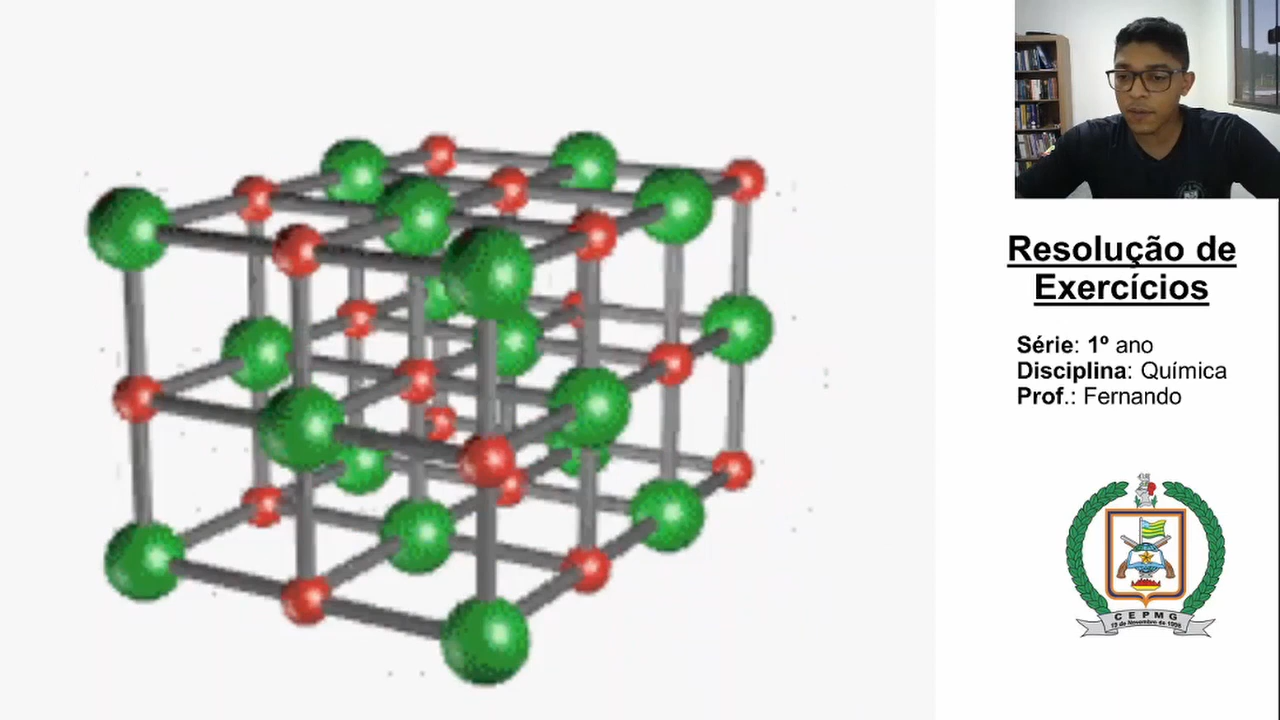 Resolução de
Exercícios
Série: 1º ano
Disciplina: Química
Prof.: Fernando
CEPMG